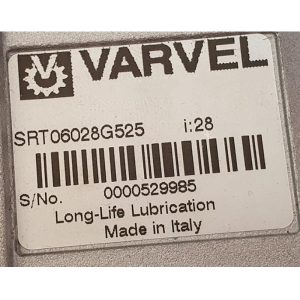 VARVEL
SRT06028G525 i:28
S/No. 0000529985
Long-Life Lubrication
Made in Italy